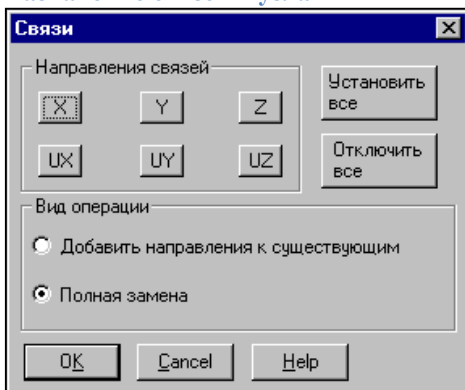 Связи
Направления связей
X Y Z
UX UY UZ
Установить
все
Отключить
все
Вид операции
Добавить направления к существующим
Полная замена
OK Cancel Help